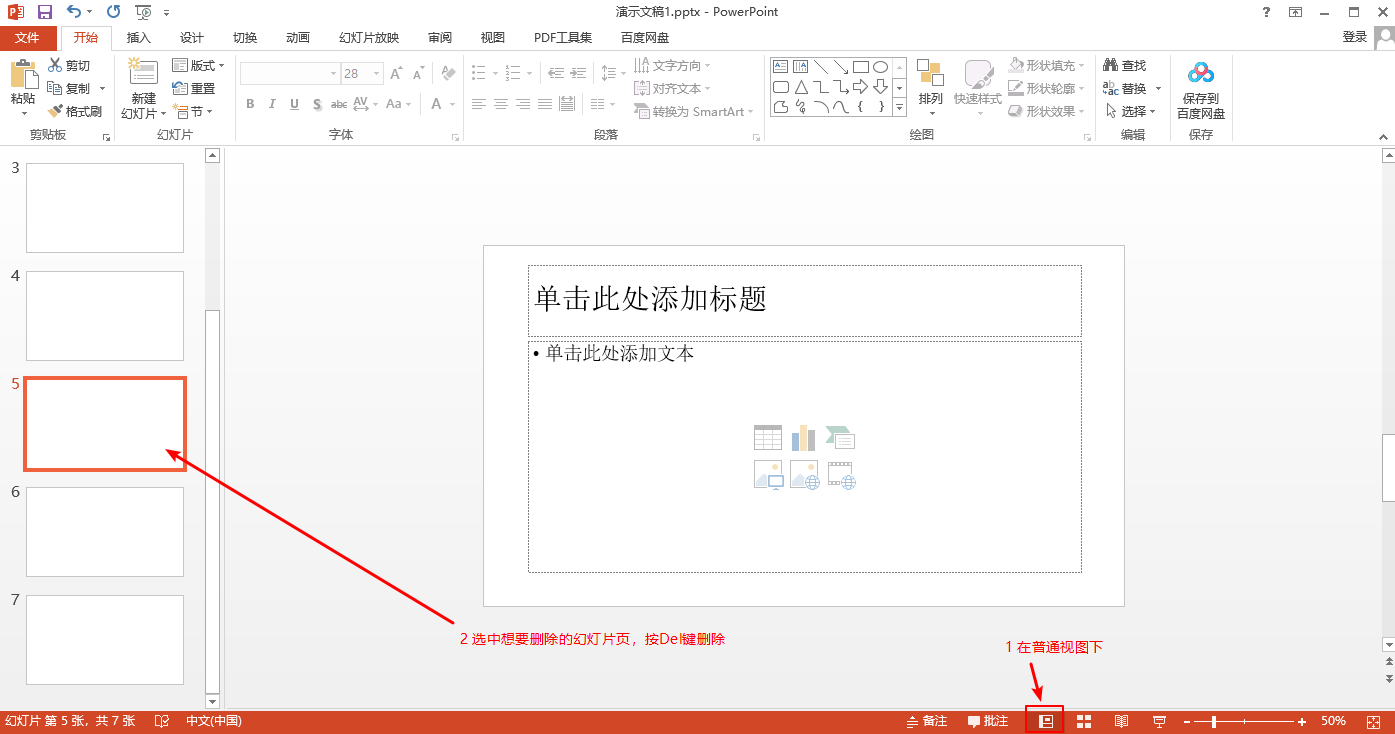 演示文稿1.pptx - PowerPoint
?
文件 开始 插入 设计 切换 动画 幻灯片放映 审阅 视图 PDF工具集 百度网盘 登录
粘贴
剪切
复制
格式刷
剪贴板
新建
幻灯片
版式
重置
节
幻灯片
28 A A
B I U S abc AV Aa A
字体
文字方向
对齐文本
转换为 SmartArt
段落
排列
快速样式
形状填充
形状轮廓
形状效果
绘图
查找
替换
选择
编辑
保存到
百度网盘
保存
3
4
5
6
7
单击此处添加标题
• 单击此处添加文本
2 选中想要删除的幻灯片页，按Del键删除
1 在普通视图下
幻灯片 第 5 张，共 7 张 中文(中国) 备注 批注 50%